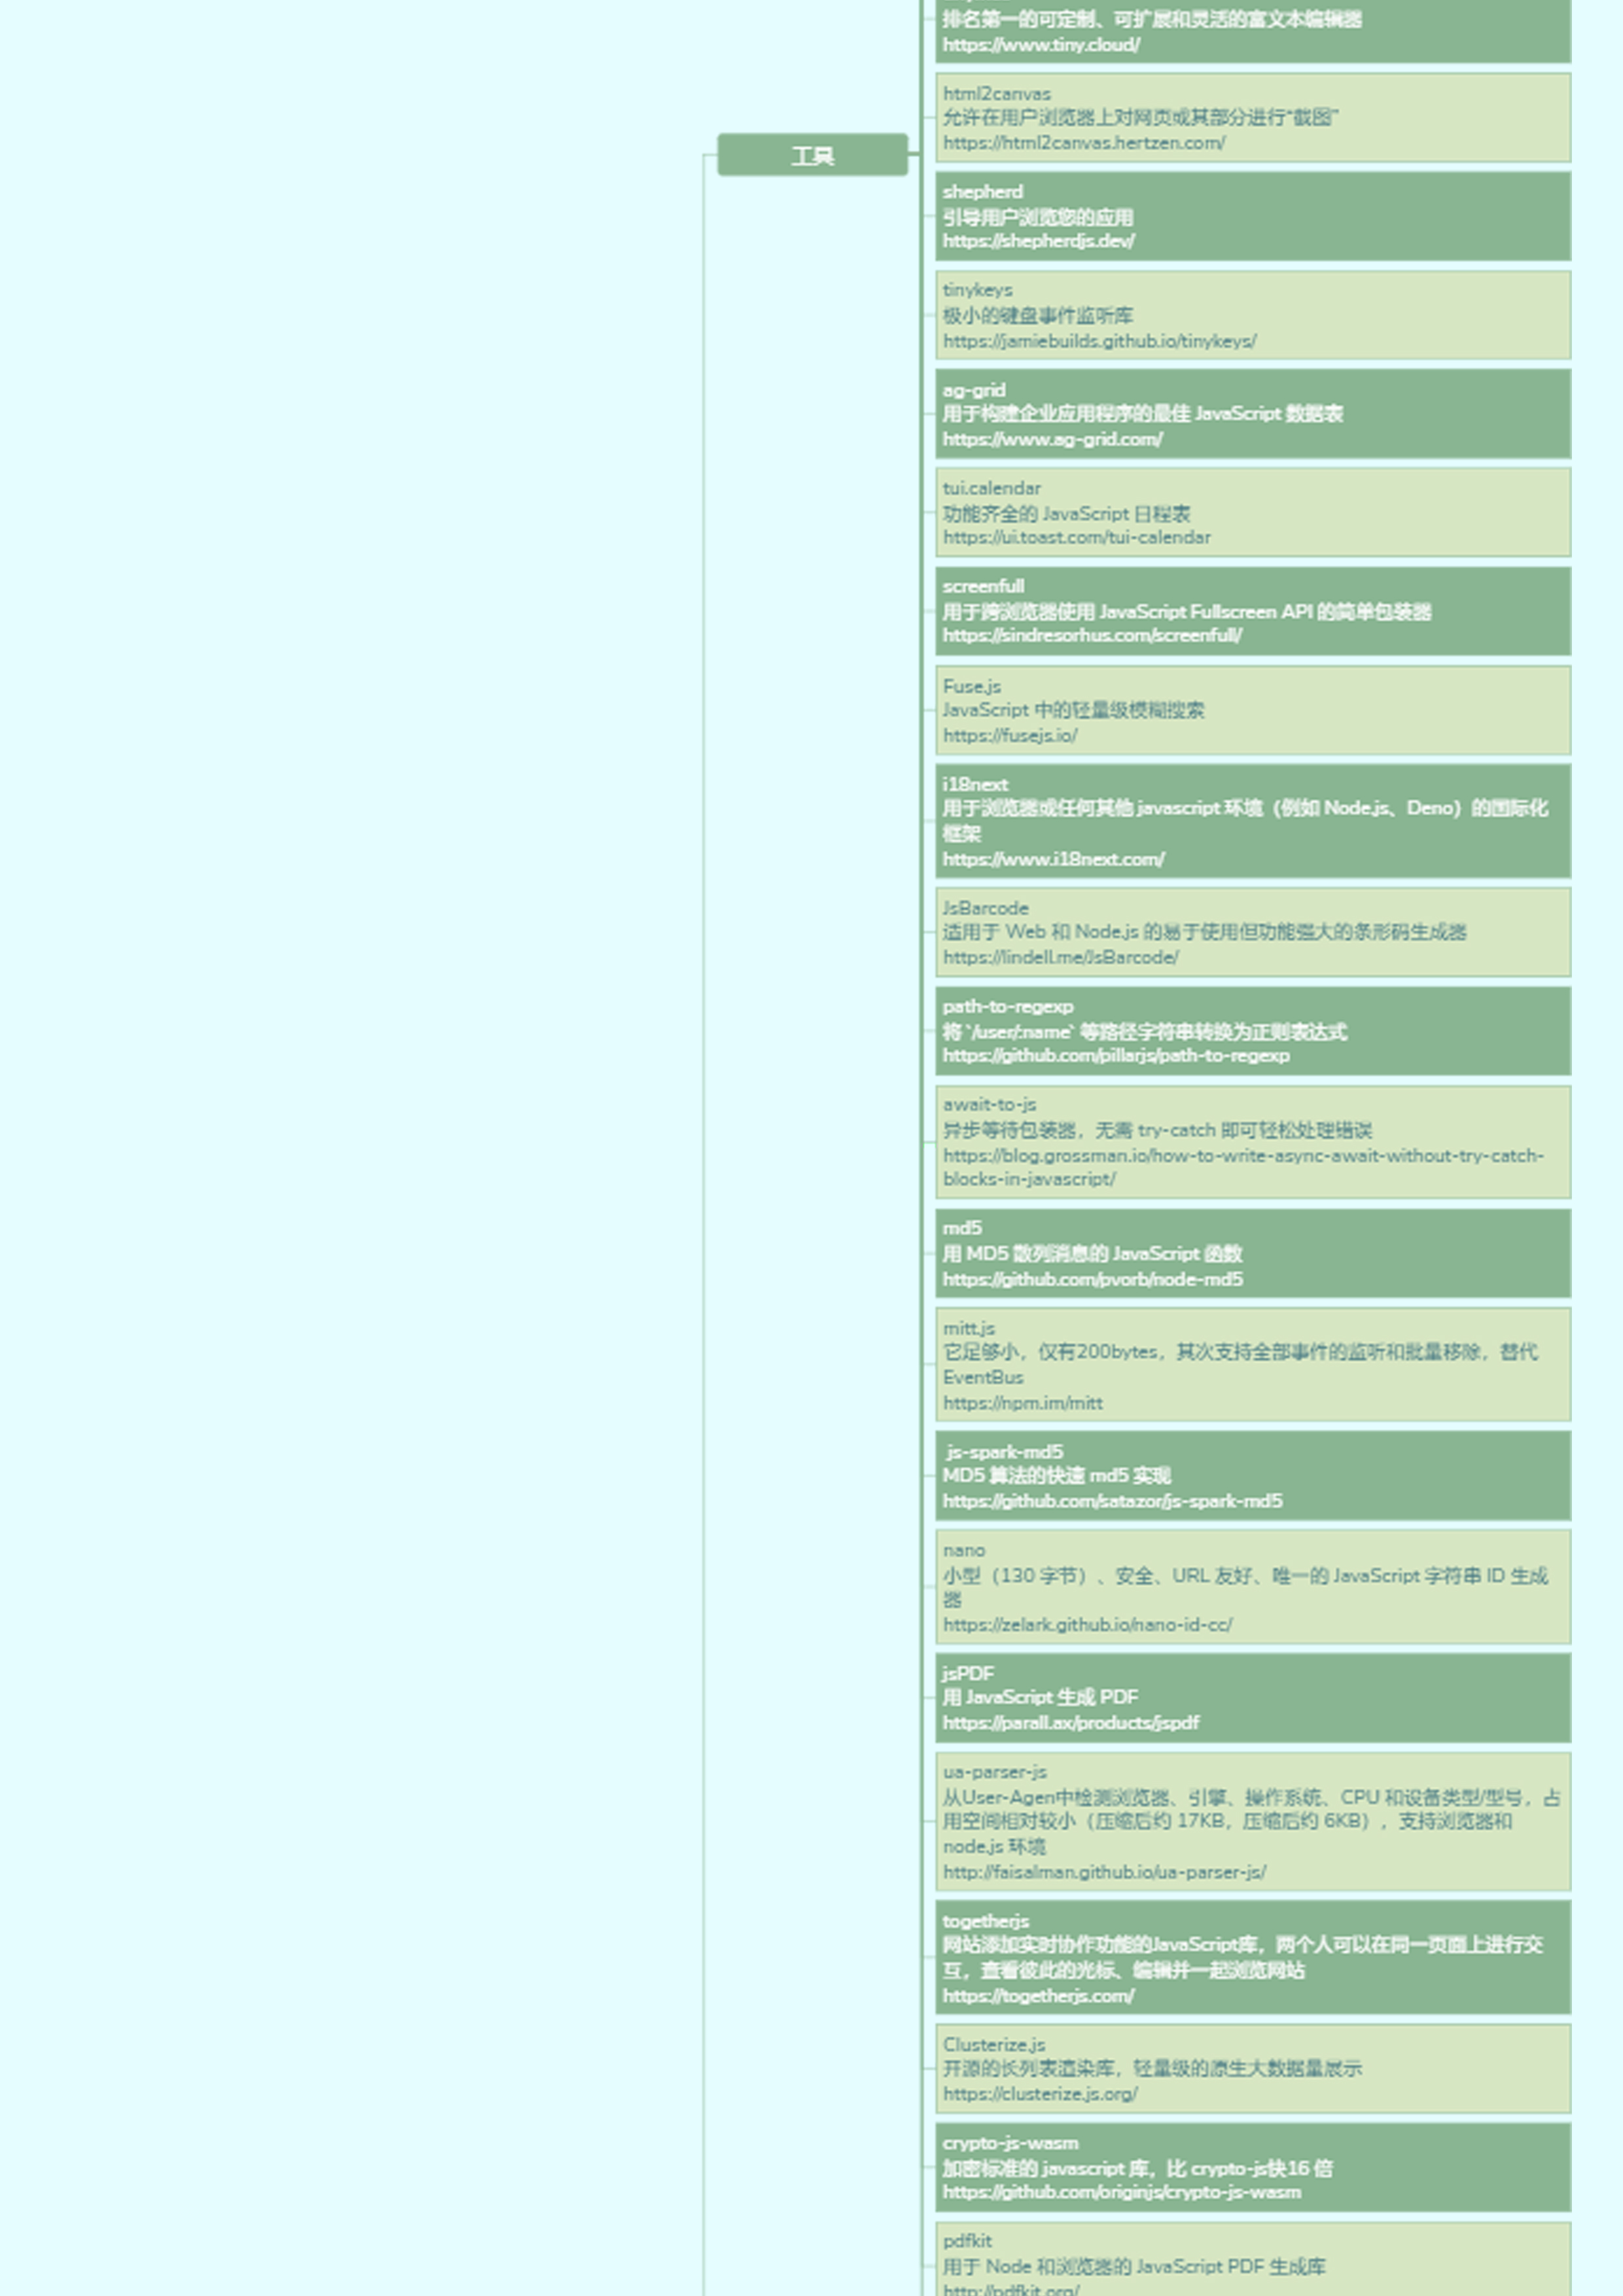 排名第一的可定制、可扩展和灵活的富文本编辑器
https://www.tiny.cloud/
html2canvas
允许在用户浏览器上对网页或其部分进行“截图”
https://html2canvas.hertzen.com/
工具
shepherd
引导用户浏览您的应用
https://shepherdjs.dev/
tinykeys
极小的键盘事件监听库
https://jamiebuilds.github.io/tinykeys/
ag-grid
用于构建企业应用程序的最佳 JavaScript 数据表
https://www.ag-grid.com/
tui.calendar
功能齐全的 JavaScript 日程表
https://ui.toast.com/tui-calendar
screenfull
用于跨浏览器使用 JavaScript Fullscreen API 的简单包装器
https://sindresorhus.com/screenfull/
Fuse.js
JavaScript 中的轻量级模糊搜索
https://fusejs.io/
i18next
用于浏览器或任何其他 javascript 环境（例如 Node.js、Deno）的国际化
框架
https://www.i18next.com/
JsBarcode
适用于 Web 和 Node.js 的易于使用但功能强大的条形码生成器
https://lindell.me/JsBarcode/
path-to-regexp
将 `/user/:name` 等路径字符串转换为正则表达式
https://github.com/pillarjs/path-to-regexp
await-to-js
异步等待包装器，无需 try-catch 即可轻松处理错误
https://blog.grossman.io/how-to-write-async-await-without-try-catch-
blocks-in-javascript/
md5
用 MD5 散列消息的 JavaScript 函数
https://github.com/pvorb/node-md5
mitt.js
它足够小，仅有200bytes，其次支持全部事件的监听和批量移除，替代
EventBus
https://npm.im/mitt
js-spark-md5
MD5 算法的快速 md5 实现
https://github.com/satazor/js-spark-md5
nano
小型（130 字节）、安全、URL 友好、唯一的 JavaScript 字符串 ID 生成
器
https://zelark.github.io/nano-id-cc/
jsPDF
用 JavaScript 生成 PDF
https://parall.ax/products/jspdf
ua-parser-js
从User-Agen中检测浏览器、引擎、操作系统、CPU 和设备类型/型号，占
用空间相对较小（压缩后约 17KB，压缩后约 6KB），支持浏览器和
node.js 环境
http://faisalman.github.io/ua-parser-js/
togetherjs
网站添加实时协作功能的JavaScript库，两个人可以在同一页面上进行交
互，查看彼此的光标、编辑并一起浏览网站
https://togetherjs.com/
Clusterize.js
开源的长列表渲染库，轻量级的原生大数据量展示
https://clusterize.js.org/
crypto-js-wasm
加密标准的 javascript 库，比 crypto-js快16 倍
https://github.com/originjs/crypto-js-wasm
pdfkit
用于 Node 和浏览器的 JavaScript PDF 生成库
http://pdfkit.org/